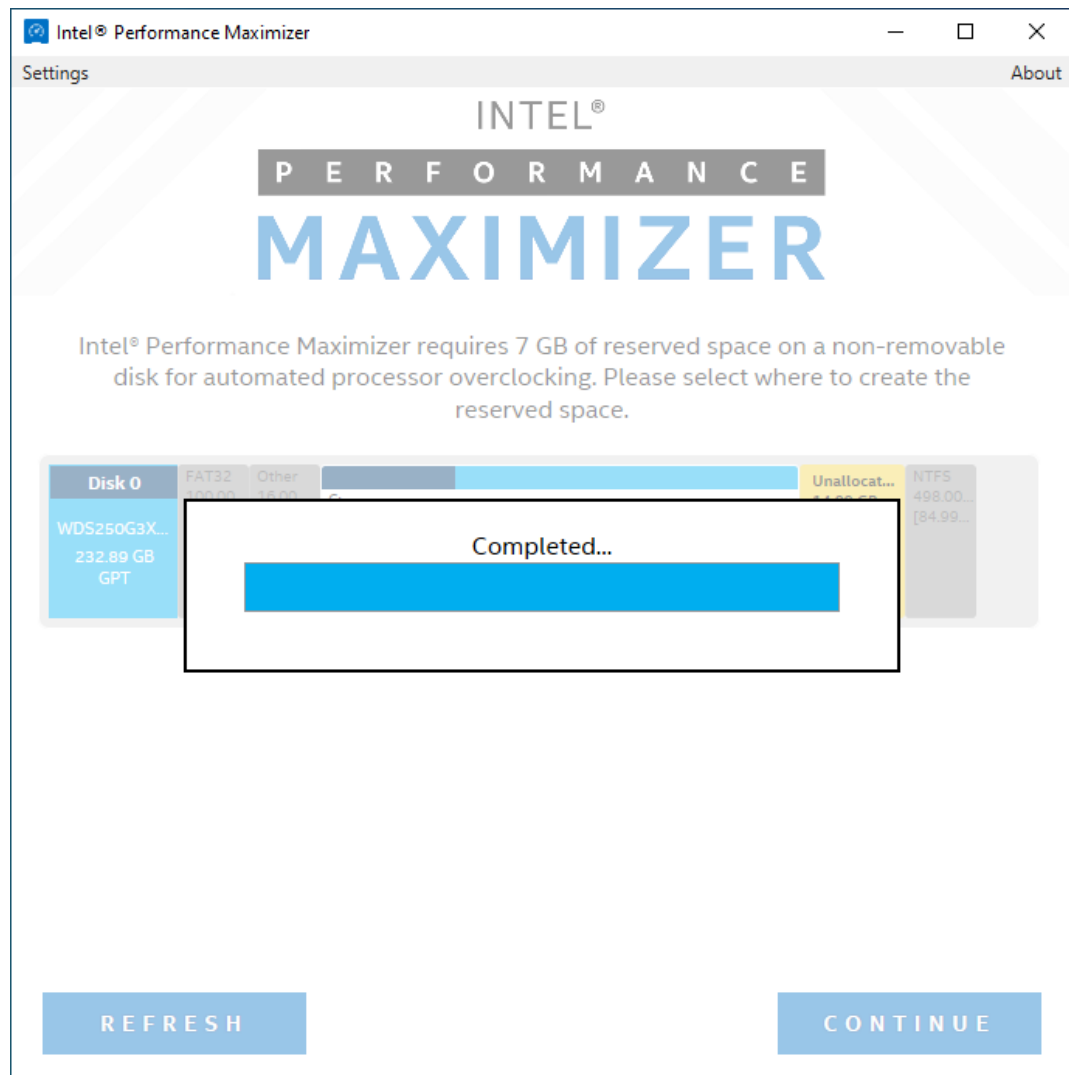 Intel® Performance Maximizer
Settings
About
INTEL®
PERFORMANCE
MAXIMIZER
Intel® Performance Maximizer requires 7 GB of reserved space on a non-removable
disk for automated processor overclocking. Please select where to create the
reserved space.
Disk 0
WDS250G3X...
232.89 GB
GPT
FAT32
Other
Unallocat...
NTFS
498.00...
[84.99...
Completed...
REFRESH
CONTINUE